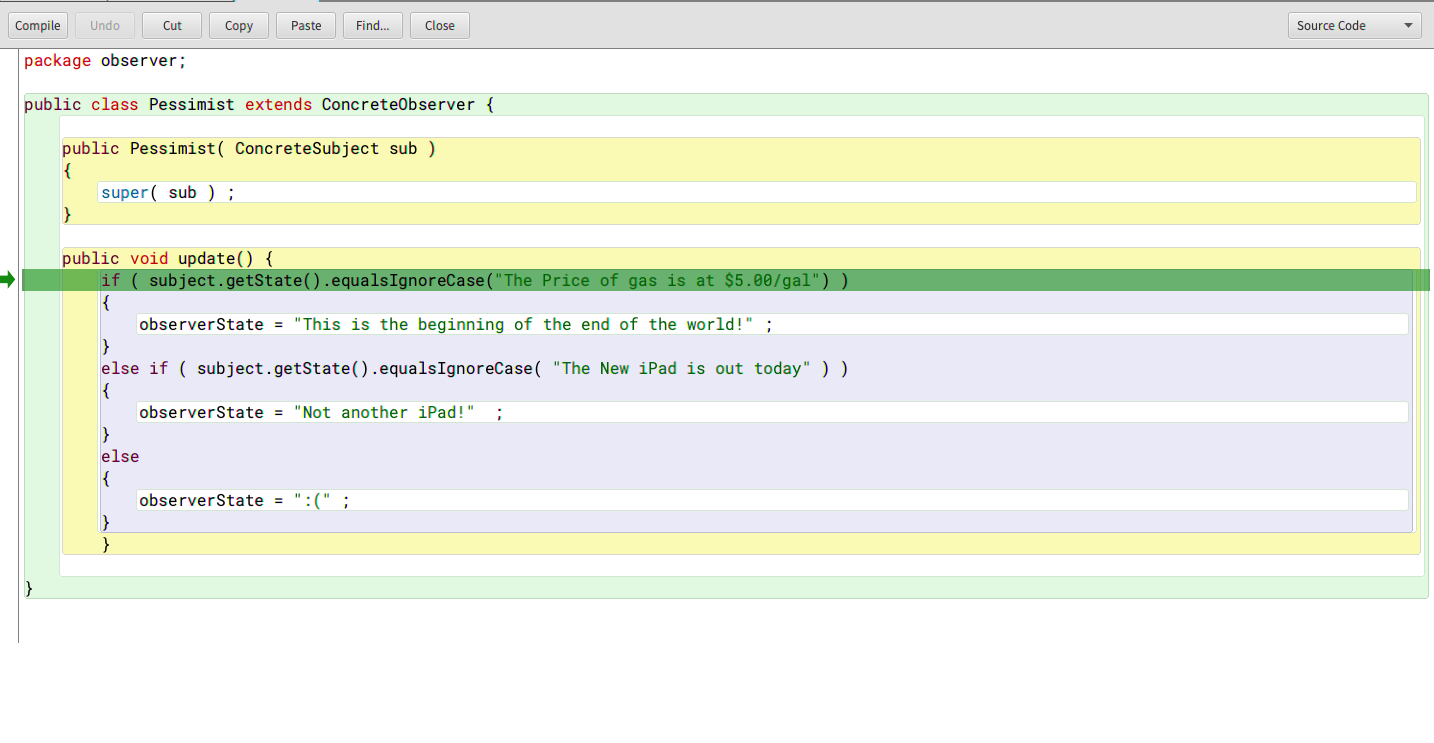 Compile Undo Cut Copy Paste Find... Close Source Code
package observer;
public class Pessimist extends ConcreteObserver {
public Pessimist( ConcreteSubject sub )
{
super( sub ) ;
}
public void update() {
if ( subject.getState().equalsIgnoreCase("The Price of gas is at $5.00/gal") )
{
observerState = "This is the beginning of the end of the world!" ;
}
else if ( subject.getState().equalsIgnoreCase( "The New iPad is out today" ) )
{
observerState = "Not another iPad!"  ;
}
else
{
observerState = ":(" ;
}
}
}